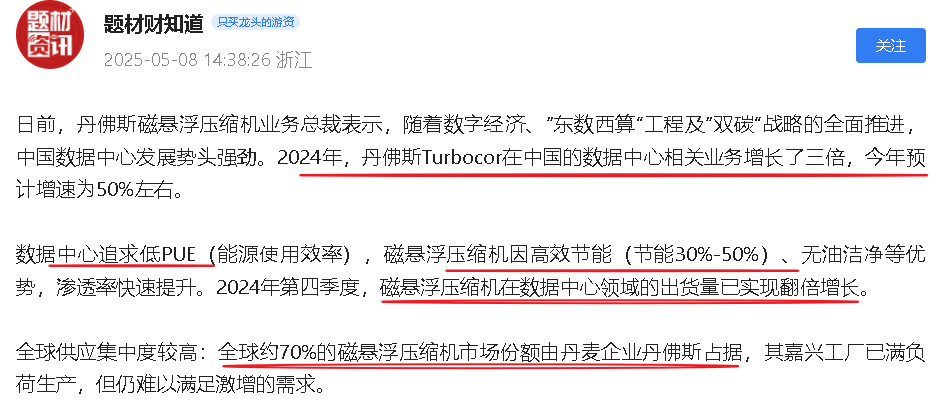 题材
资讯
题材财知道 只买龙头的游资
2025-05-08 14:38:26 浙江
关注
日前，丹佛斯磁悬浮压缩机业务总裁表示，随着数字经济、”东数西算“工程及”双碳“战略的全面推进，
中国数据中心发展势头强劲。2024年，丹佛斯Turbocor在中国的数据中心相关业务增长了三倍，今年预
计增速为50%左右。
数据中心追求低PUE（能源使用效率），磁悬浮压缩机因高效节能（节能30%-50%）、无油洁净等优
势，渗透率快速提升。2024年第四季度，磁悬浮压缩机在数据中心领域的出货量已实现翻倍增长。
全球供应集中度较高：全球约70%的磁悬浮压缩机市场份额由丹麦企业丹佛斯占据，其嘉兴工厂已满负
荷生产，但仍难以满足激增的需求。